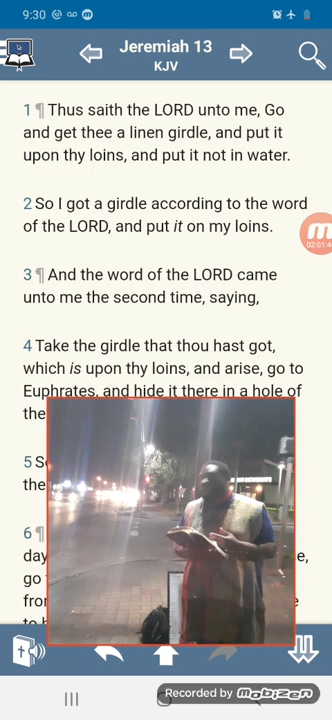 9:30
Jeremiah 13
KJV
1 ¶ Thus saith the LORD unto me, Go
and get thee a linen girdle, and put it
upon thy loins, and put it not in water.
2 So I got a girdle according to the word
of the LORD, and put it on my loins.
02:01:4
3 ¶ And the word of the LORD came
unto me the second time, saying,
4 Take the girdle that thou hast got,
which is upon thy loins, and arise, go to
Euphrates, and hide it there in a hole of
the
5 S
the
6 ¶
day
e,
go
from
e
Recorded by mobizen